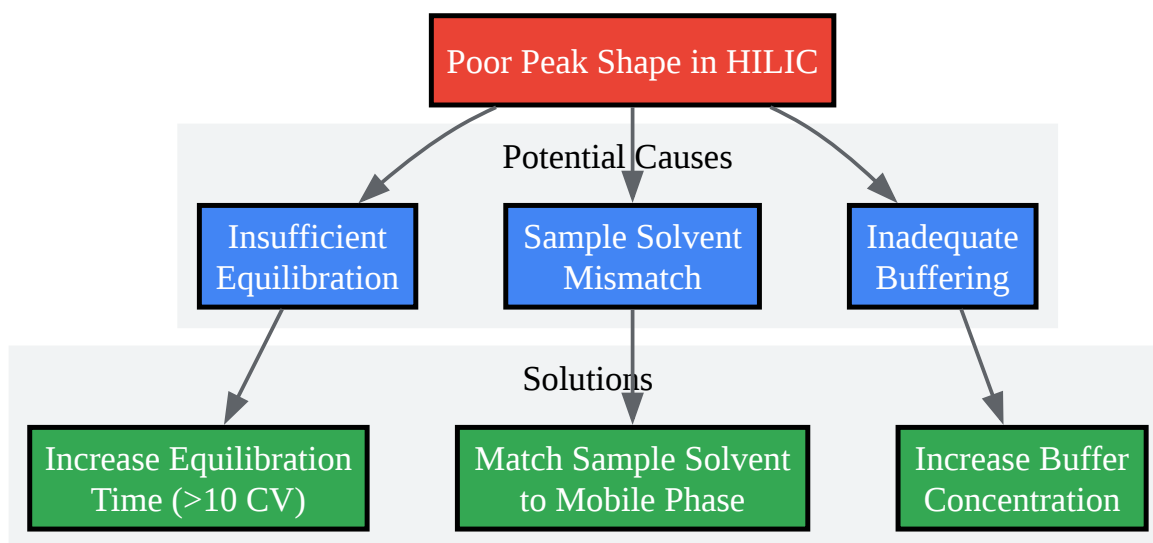 Poor Peak Shape in HILIC
Potential Causes
Insufficient
Equilibration
Sample Solvent
Mismatch
Inadequate
Buffering
Solutions
Increase Equilibration
Time (>10 CV)
Match Sample Solvent
to Mobile Phase
Increase Buffer
Concentration